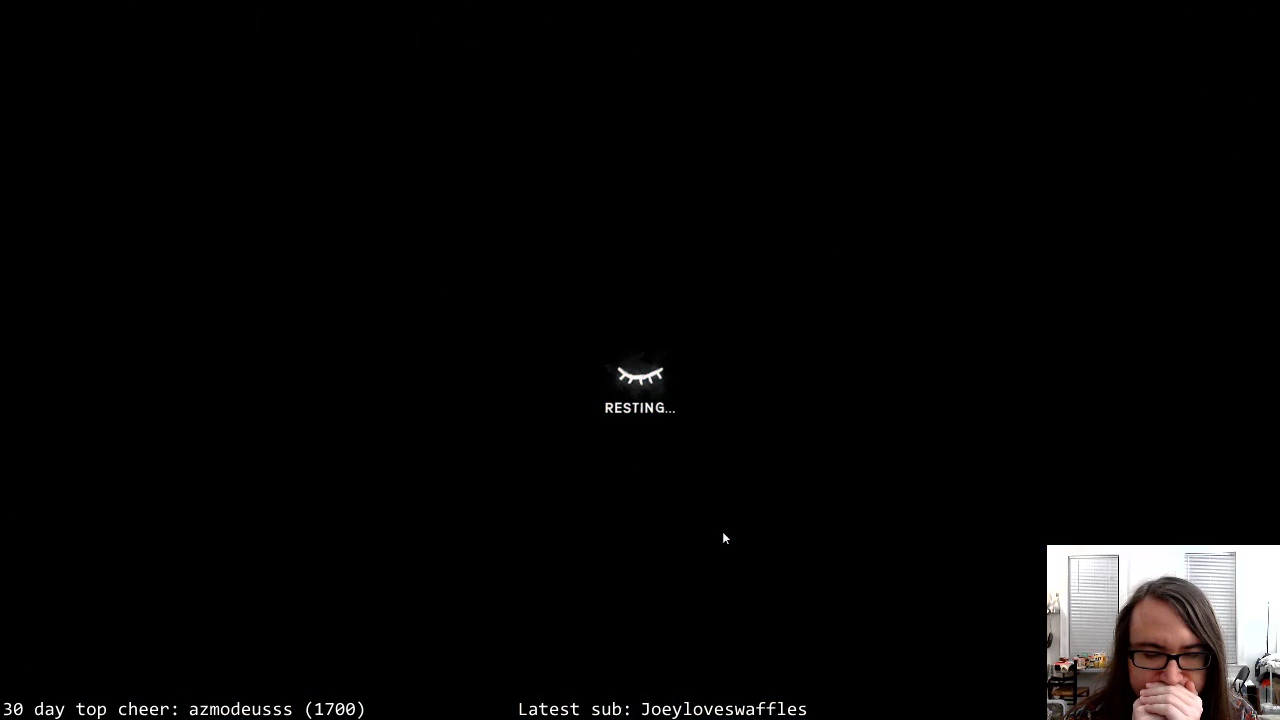 RESTING...
30 day top cheer: azmodeusss (1700)
Latest sub: Joeyloveswaffles